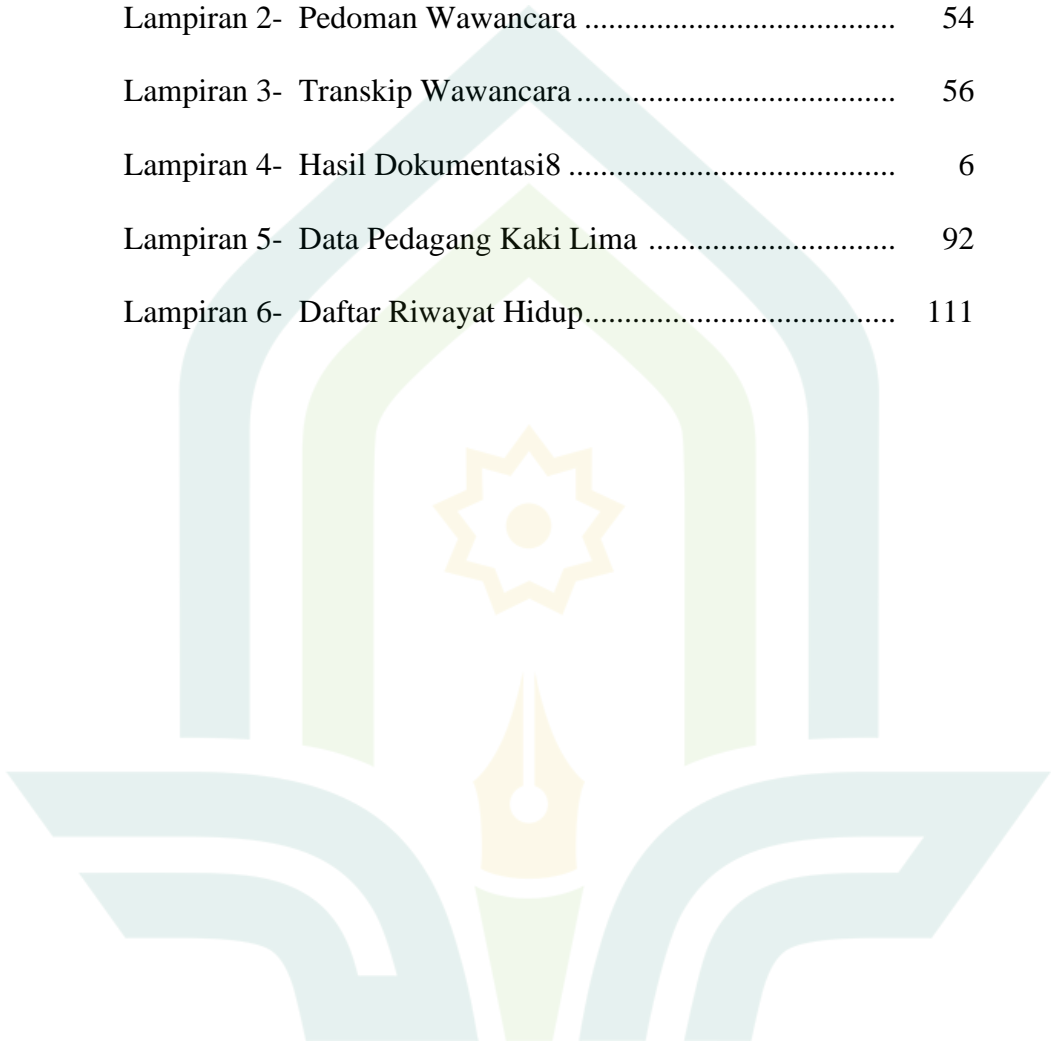 Lampiran 2- Pedoman Wawancara ...................................... 54
Lampiran 3- Transkip Wawancara ....................................... 56
Lampiran 4- Hasil Dokumentasi8 ........................................ 6
Lampiran 5- Data Pedagang Kaki Lima .............................. 92
Lampiran 6- Daftar Riwayat Hidup...................................... 111